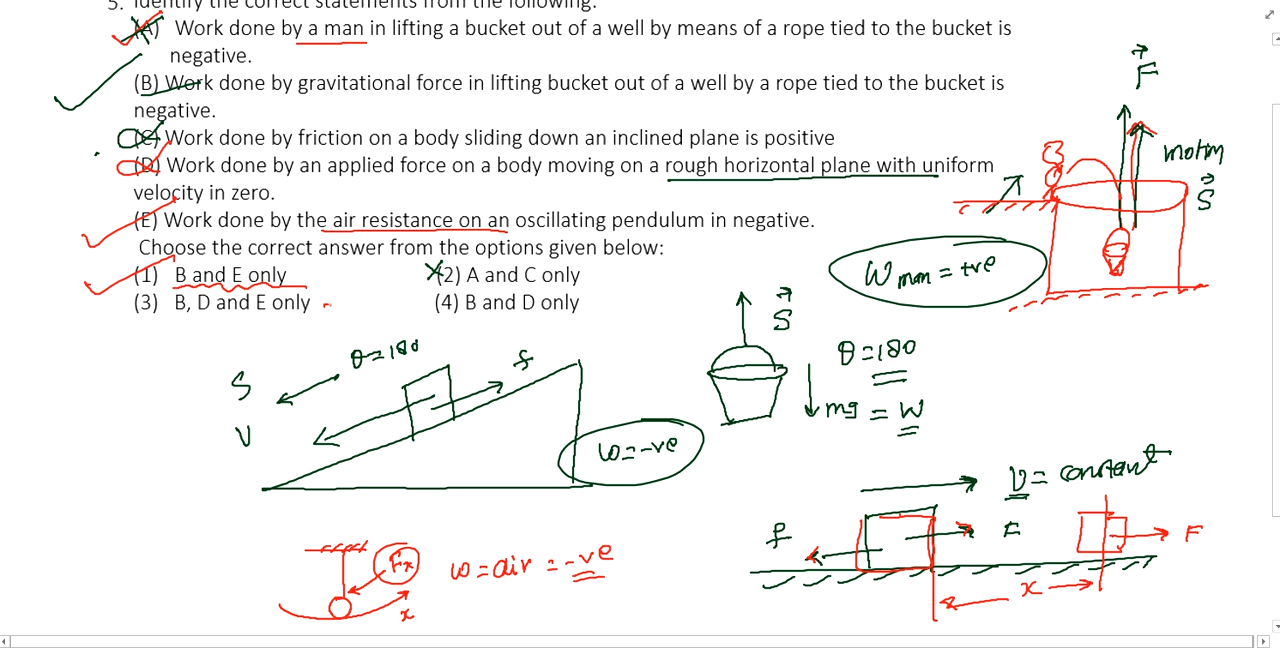 5. Identify the correct statements from the following:
(A) Work done by a man in lifting a bucket out of a well by means of a rope tied to the bucket is
negative.
(B) Work done by gravitational force in lifting bucket out of a well by a rope tied to the bucket is
negative.
(C) Work done by friction on a body sliding down an inclined plane is positive
(D) Work done by an applied force on a body moving on a rough horizontal plane with uniform
velocity in zero.
(E) Work done by the air resistance on an oscillating pendulum in negative.
Choose the correct answer from the options given below:
(1) B and E only (2) A and C only
(3) B, D and E only (4) B and D only
F
motion
S
W man = +ve
S
θ=180
mg = W
θ=180
f
S
V
W=-ve
V = constant
f F F
x
Fx
x
w=air = -ve